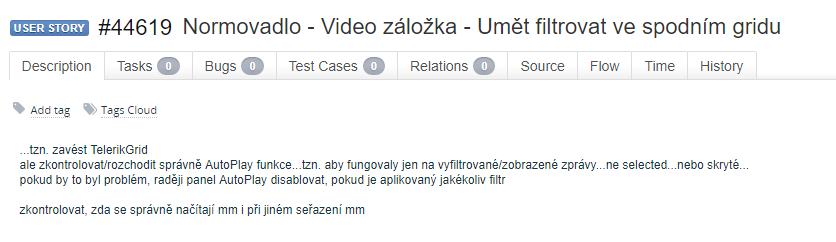 USER STORY #44619 Normovadlo - Video záložka - Umět filtrovat ve spodním gridu
Description Tasks 0 Bugs 0 Test Cases 0 Relations 0 Source Flow Time History
Add tag Tags Cloud
...tzn. zavést TelerikGrid
ale zkontrolovat/rozchodit správně AutoPlay funkce...tzn. aby fungovaly jen na vyfiltrované/zobrazené zprávy...ne selected...nebo skryté...
pokud by to byl problém, raději panel AutoPlay disablovat, pokud je aplikovaný jakékoliv filtr
zkontrolovat, zda se správně načítají mm i při jiném seřazení mm